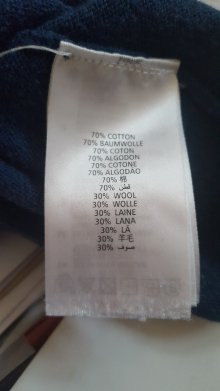 70% COTTON
70% BAUMWOLLE
70% COTON
70% ALGODON
70% COTONE
70% ALGODAO
70% 棉
70% قطن
30% WOOL
30% WOLLE
30% LAINE
30% LANA
30% LÃ
30% 羊毛
30% صوف